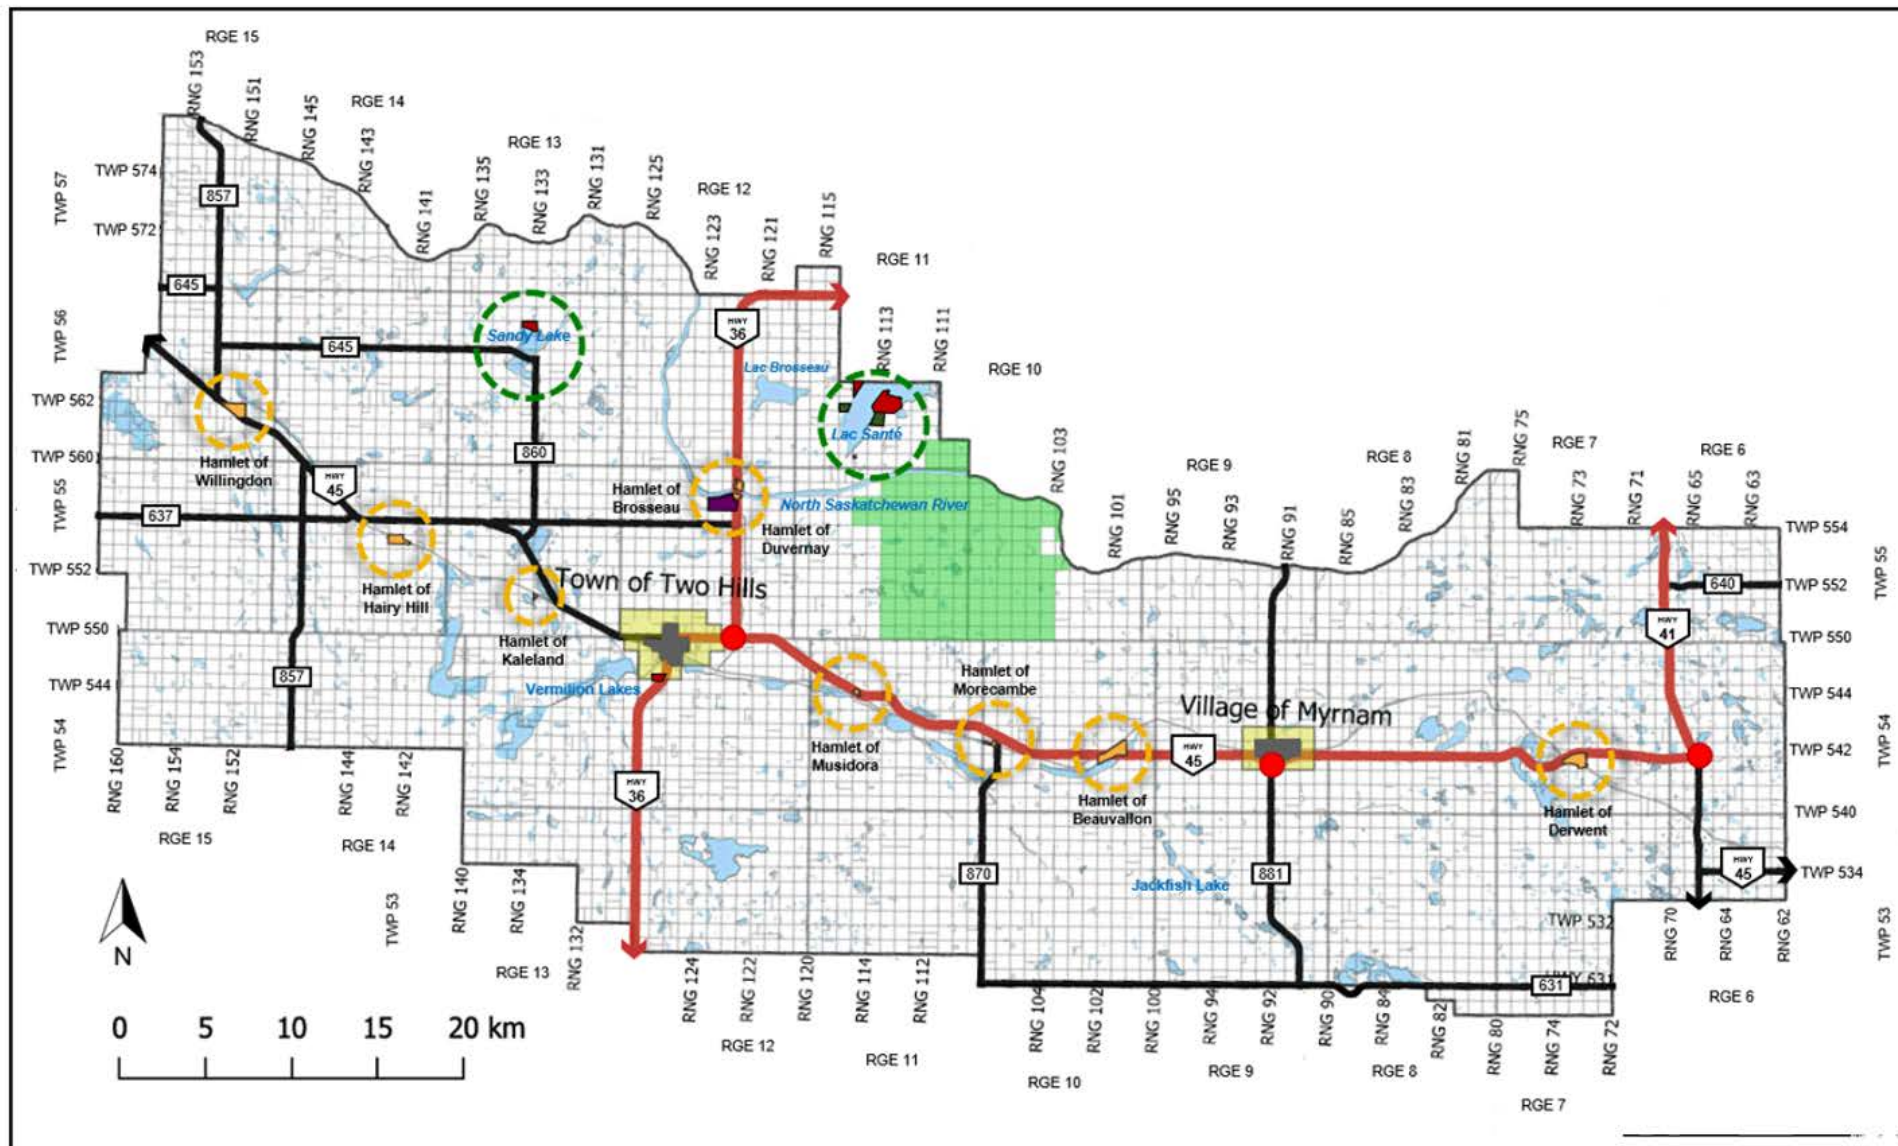 RGE 15
RNG 153
RNG 151
RNG 145
RGE 14
RNG 143
RNG 141
RNG 135
RGE 13
RNG 133
RNG 131
RNG 125
RGE 12
RNG 123
RNG 121
RNG 115
RGE 11
RNG 113
RNG 111
RGE 10
RNG 103
RNG 101
RNG 95
RGE 9
RNG 93
RNG 91
RNG 85
RGE 8
RNG 83
RNG 81
RNG 75
RGE 7
RNG 73
RNG 71
RGE 6
RNG 65
RNG 63
TWP 57
TWP 574
TWP 572
TWP 56
TWP 562
TWP 560
TWP 55
TWP 552
TWP 550
TWP 544
TWP 54
857
645
645
Sandy Lake
HWY
36
Lac Brosseau
Lac Santé
860
Hamlet of
Willingdon
HWY
45
637
Hamlet of
Brosseau
North Saskatchewan River
Hamlet of
Duvernay
Hamlet of
Hairy Hill
Town of Two Hills
Hamlet of
Kaleland
857
Vermilion Lakes
HWY
36
Hamlet of
Musidora
Hamlet of
Morecambe
Hamlet of
Beauvallon
HWY
45
Village of Myrnam
870
Jackfish Lake
881
Hamlet of
Derwent
HWY
41
640
HWY
45
TWP 554
TWP 552
TWP 55
TWP 550
TWP 544
TWP 54
TWP 542
TWP 540
TWP 534
TWP 532
TWP 53
631
RNG 160
RNG 154
RNG 152
RGE 15
RNG 144
RNG 142
RGE 14
TWP 53
RNG 140
RNG 134
RGE 13
RNG 132
RNG 124
RNG 122
RGE 12
RNG 120
RNG 114
RNG 112
RGE 11
RNG 104
RNG 102
RGE 10
RNG 100
RNG 94
RGE 9
RNG 92
RNG 90
RNG 84
RGE 8
RNG 82
RNG 80
RNG 74
RGE 7
RNG 72
RNG 70
RNG 64
RGE 6
RNG 62
N
0 5 10 15 20 km